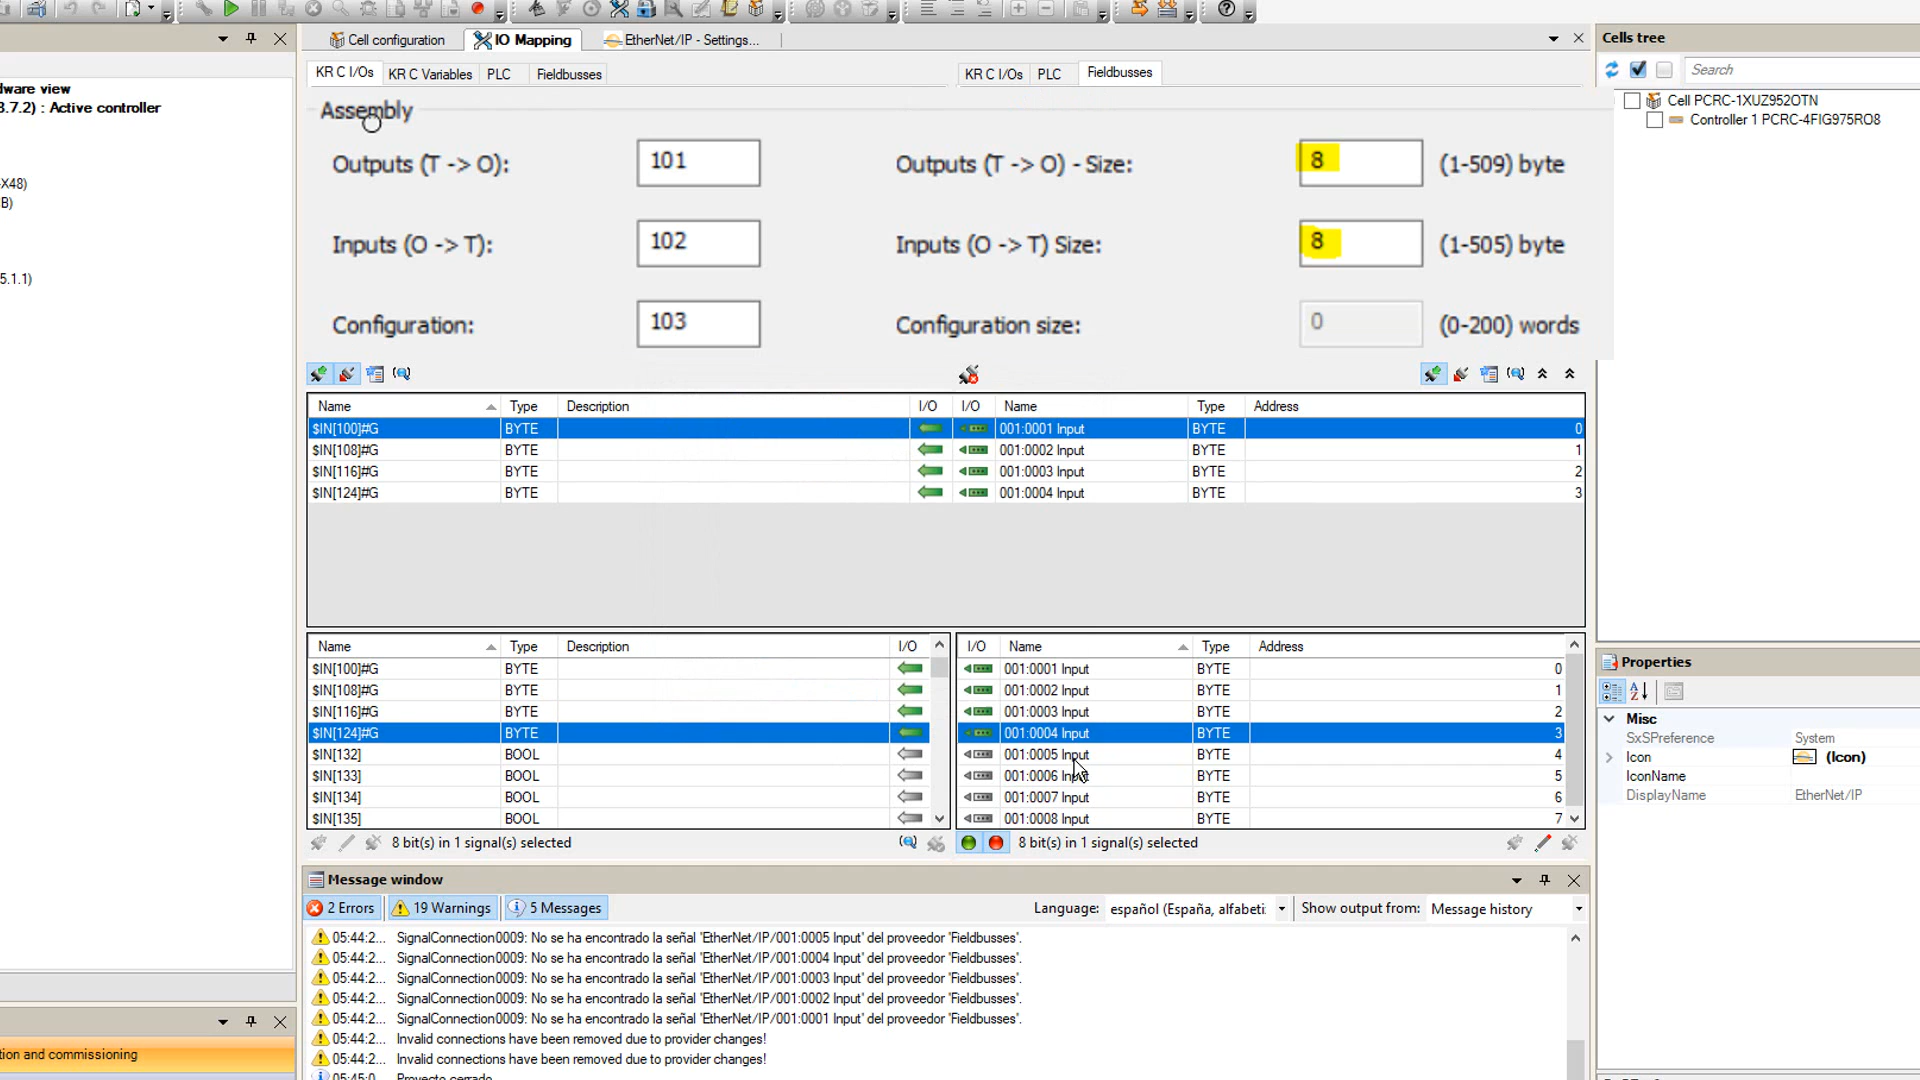 Cell configuration
IO Mapping
EtherNet/IP - Settings...
Cells tree
KR C I/Os
KR C Variables
PLC
Fieldbusses
KR C I/Os
PLC
Fieldbusses
Search
dware view
3.7.2) : Active controller
Cell PCRC-1XUZ952OTN
Controller 1 PCRC-4FIG975RO8
-X48)
B)
5.1.1)
Assembly
Outputs (T -> O): 101 Outputs (T -> O) - Size: 8 (1-509) byte
Inputs (O -> T): 102 Inputs (O -> T) Size: 8 (1-505) byte
Configuration: 103 Configuration size: 0 (0-200) words
Name Type Description I/O I/O Name Type Address
$IN[100]#G BYTE 001:0001 Input BYTE 0
$IN[108]#G BYTE 001:0002 Input BYTE 1
$IN[116]#G BYTE 001:0003 Input BYTE 2
$IN[124]#G BYTE 001:0004 Input BYTE 3
Name Type Description I/O I/O Name Type Address
$IN[100]#G BYTE 001:0001 Input BYTE 0
$IN[108]#G BYTE 001:0002 Input BYTE 1
$IN[116]#G BYTE 001:0003 Input BYTE 2
$IN[124]#G BYTE 001:0004 Input BYTE 3
$IN[132] BOOL 001:0005 Input BYTE 4
$IN[133] BOOL 001:0006 Input BYTE 5
$IN[134] BOOL 001:0007 Input BYTE 6
$IN[135] BOOL 001:0008 Input BYTE 7
8 bit(s) in 1 signal(s) selected
8 bit(s) in 1 signal(s) selected
Properties
Misc
SxSPreference System
Icon (Icon)
IconName
DisplayName EtherNet/IP
Message window
2 Errors 19 Warnings 5 Messages Language: español (España, alfabeti: Show output from: Message history
05:44:2... SignalConnection0009: No se ha encontrado la señal 'EtherNet/IP/001:0005 Input' del proveedor 'Fieldbusses'.
05:44:2... SignalConnection0009: No se ha encontrado la señal 'EtherNet/IP/001:0004 Input' del proveedor 'Fieldbusses'.
05:44:2... SignalConnection0009: No se ha encontrado la señal 'EtherNet/IP/001:0003 Input' del proveedor 'Fieldbusses'.
05:44:2... SignalConnection0009: No se ha encontrado la señal 'EtherNet/IP/001:0002 Input' del proveedor 'Fieldbusses'.
05:44:2... SignalConnection0009: No se ha encontrado la señal 'EtherNet/IP/001:0001 Input' del proveedor 'Fieldbusses'.
05:44:2... Invalid connections have been removed due to provider changes!
05:44:2... Invalid connections have been removed due to provider changes!
05:45:0... Proyecto cerrado
tion and commissioning